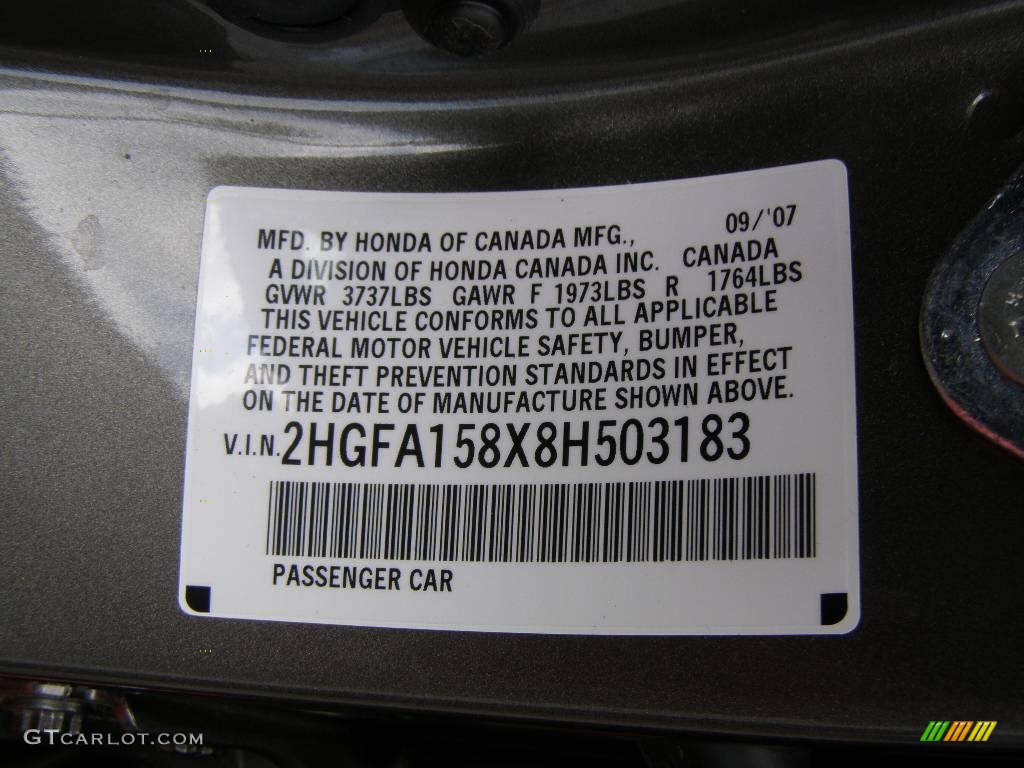 09/'07
MFD. BY HONDA OF CANADA MFG.,
A DIVISION OF HONDA CANADA INC. CANADA
GVWR 3737LBS GAWR F 1973LBS R 1764LBS
THIS VEHICLE CONFORMS TO ALL APPLICABLE
FEDERAL MOTOR VEHICLE SAFETY, BUMPER,
AND THEFT PREVENTION STANDARDS IN EFFECT
ON THE DATE OF MANUFACTURE SHOWN ABOVE.
V.I.N. 2HGFA158X8H503183
PASSENGER CAR
GTCARLOT.COM